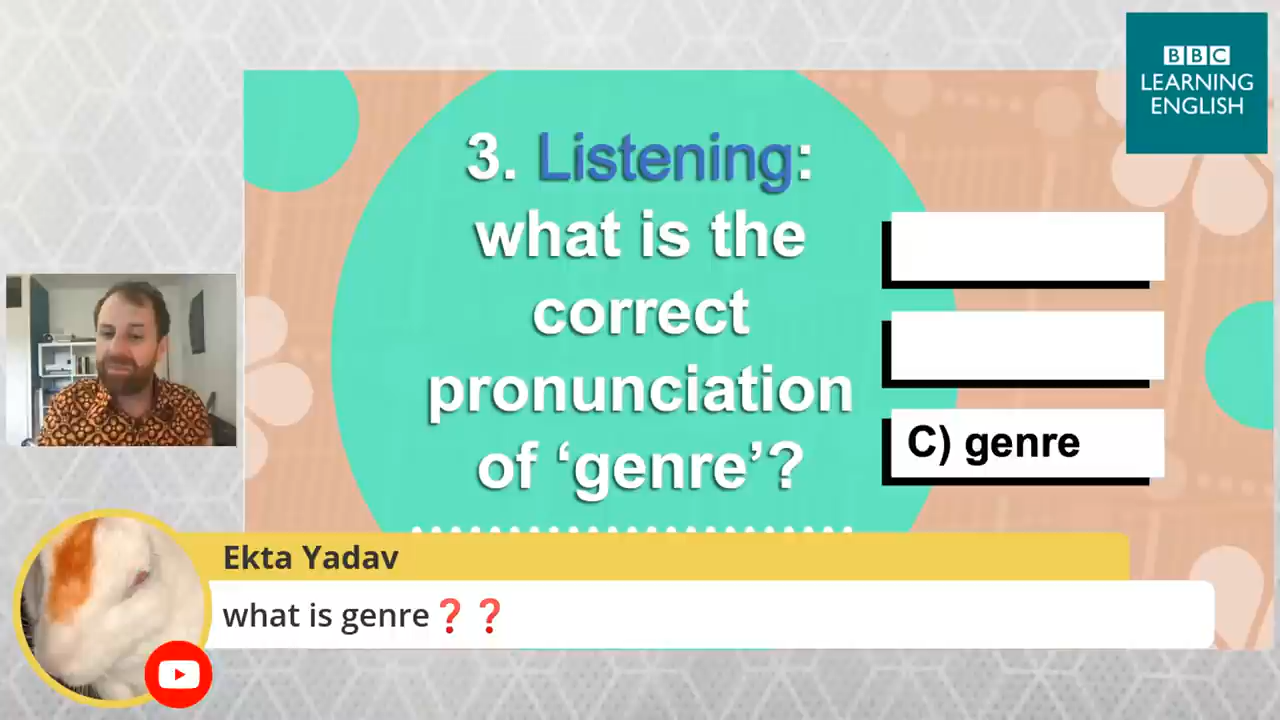 BBC
LEARNING
ENGLISH
3. Listening:
what is the
correct
pronunciation
of ‘genre’?
C) genre
Ekta Yadav
what is genre❓❓